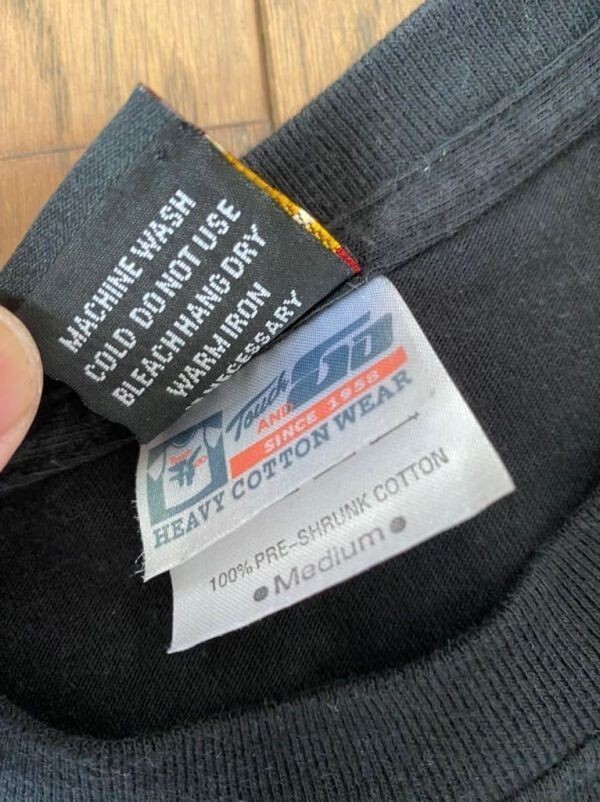 MACHINE WASH
COLD DO NOT USE
BLEACH HANG DRY
WARM IRON
Touch
AND
Go
SINCE 1958
HEAVY COTTON WEAR
100% PRE-SHRUNK COTTON
● Medium ●